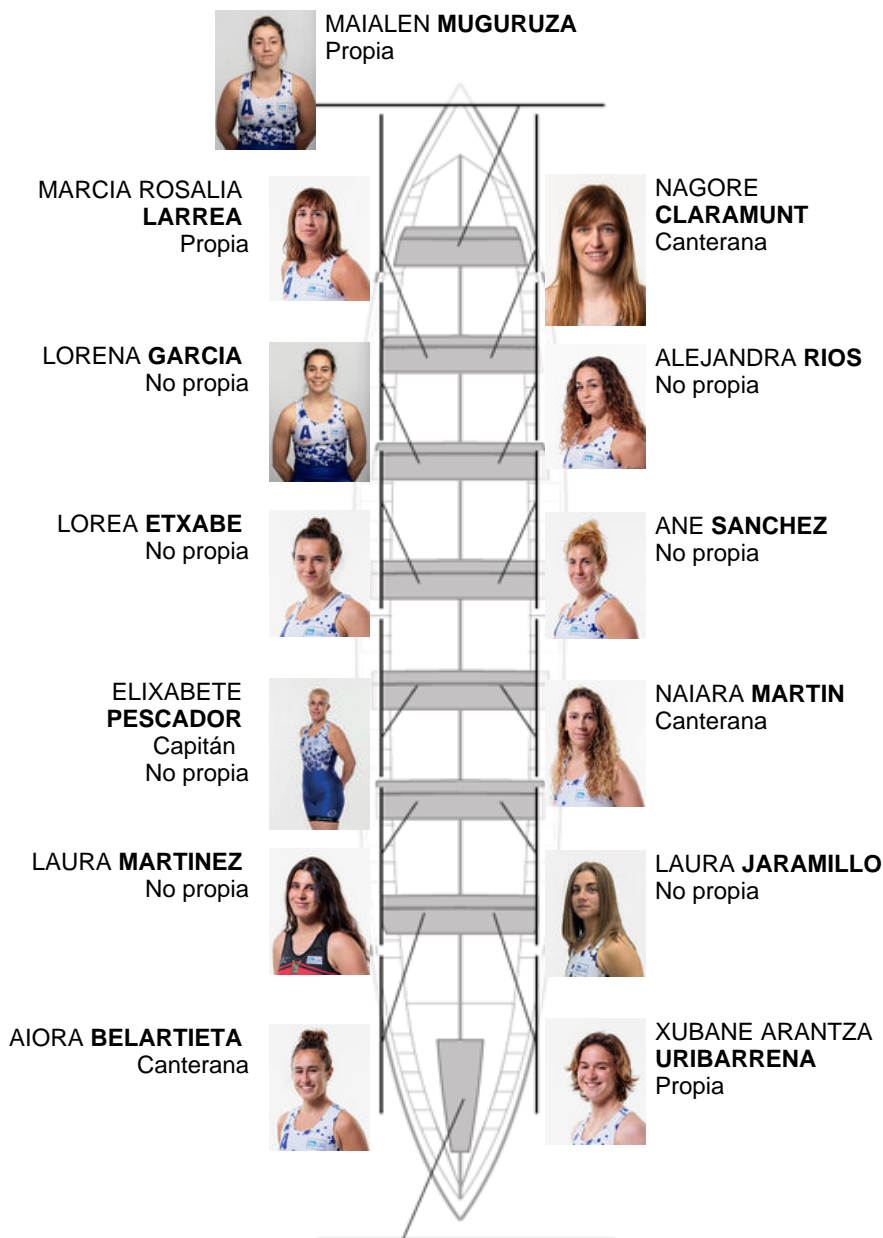 MAIALEN MUGURUZA
Propia
MARCIA ROSALIA
LARREA
Propia
NAGORE
CLARAMUNT
Canterana
LORENA GARCIA
No propia
ALEJANDRA RIOS
No propia
LOREA ETXABE
No propia
ANE SANCHEZ
No propia
ELIXABETE
PESCADOR
Capitán
No propia
NAIARA MARTIN
Canterana
LAURA MARTINEZ
No propia
LAURA JARAMILLO
No propia
AIORA BELARTIETA
Canterana
XUBANE ARANTZA
URIBARRENA
Propia